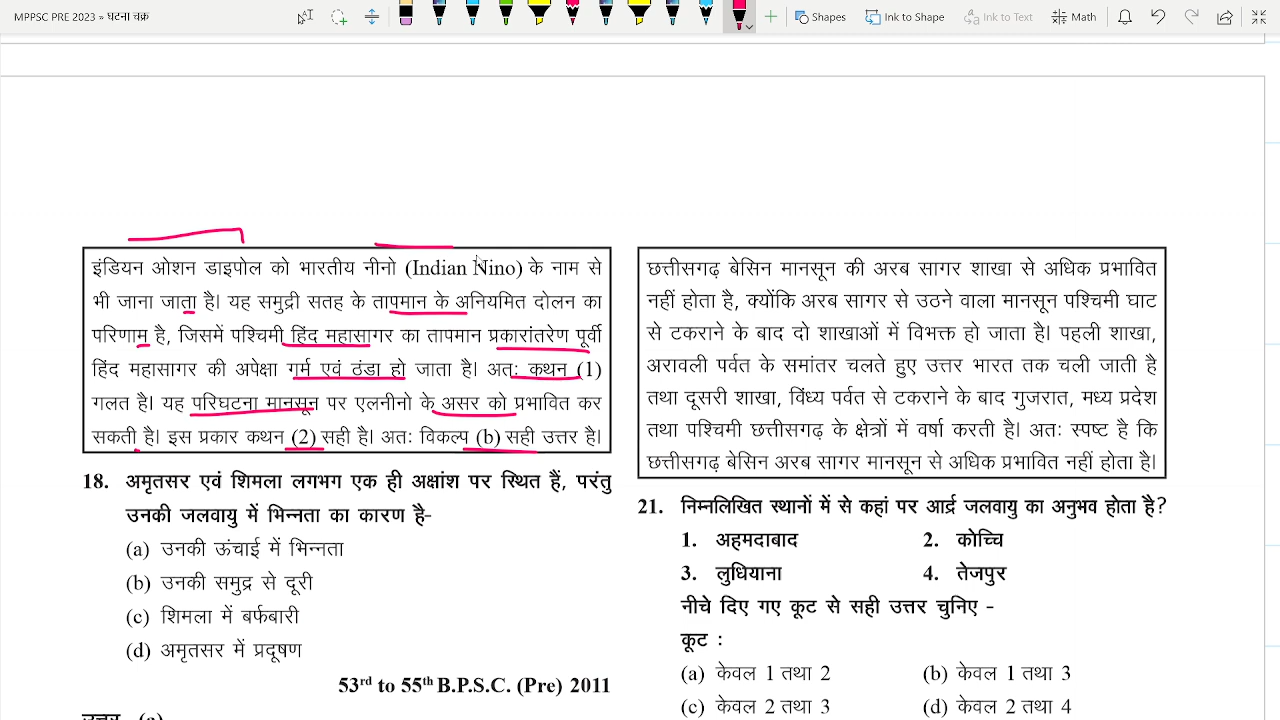 MPPSC PRE 2023 » घटना चक्र
Shapes
Ink to Shape
Ink to Text
Math
इंडियन ओशन डाइपोल को भारतीय नीनो (Indian Nino) के नाम से
भी जाना जाता है। यह समुद्री सतह के तापमान के अनियमित दोलन का
परिणाम है, जिसमें पश्चिमी हिंद महासागर का तापमान प्रकारांतरेण पूर्वी
हिंद महासागर की अपेक्षा गर्म एवं ठंडा हो जाता है। अतः कथन (1)
गलत है। यह परिघटना मानसून पर एलनीनो के असर को प्रभावित कर
सकती है। इस प्रकार कथन (2) सही है। अतः विकल्प (b) सही उत्तर है।
18. अमृतसर एवं शिमला लगभग एक ही अक्षांश पर स्थित हैं, परंतु
उनकी जलवायु में भिन्नता का कारण है-
(a) उनकी ऊंचाई में भिन्नता
(b) उनकी समुद्र से दूरी
(c) शिमला में बर्फबारी
(d) अमृतसर में प्रदूषण
53rd to 55th B.P.S.C. (Pre) 2011
उत्तर—(a)
छत्तीसगढ़ बेसिन मानसून की अरब सागर शाखा से अधिक प्रभावित
नहीं होता है, क्योंकि अरब सागर से उठने वाला मानसून पश्चिमी घाट
से टकराने के बाद दो शाखाओं में विभक्त हो जाता है। पहली शाखा,
अरावली पर्वत के समांतर चलते हुए उत्तर भारत तक चली जाती है
तथा दूसरी शाखा, विंध्य पर्वत से टकराने के बाद गुजरात, मध्य प्रदेश
तथा पश्चिमी छत्तीसगढ़ के क्षेत्रों में वर्षा करती है। अतः स्पष्ट है कि
छत्तीसगढ़ बेसिन अरब सागर मानसून से अधिक प्रभावित नहीं होता है।
21. निम्नलिखित स्थानों में से कहां पर आर्द्र जलवायु का अनुभव होता है?
1. अहमदाबाद 2. कोच्चि
3. लुधियाना 4. तेजपुर
नीचे दिए गए कूट से सही उत्तर चुनिए -
कूट :
(a) केवल 1 तथा 2 (b) केवल 1 तथा 3
(c) केवल 2 तथा 3 (d) केवल 2 तथा 4